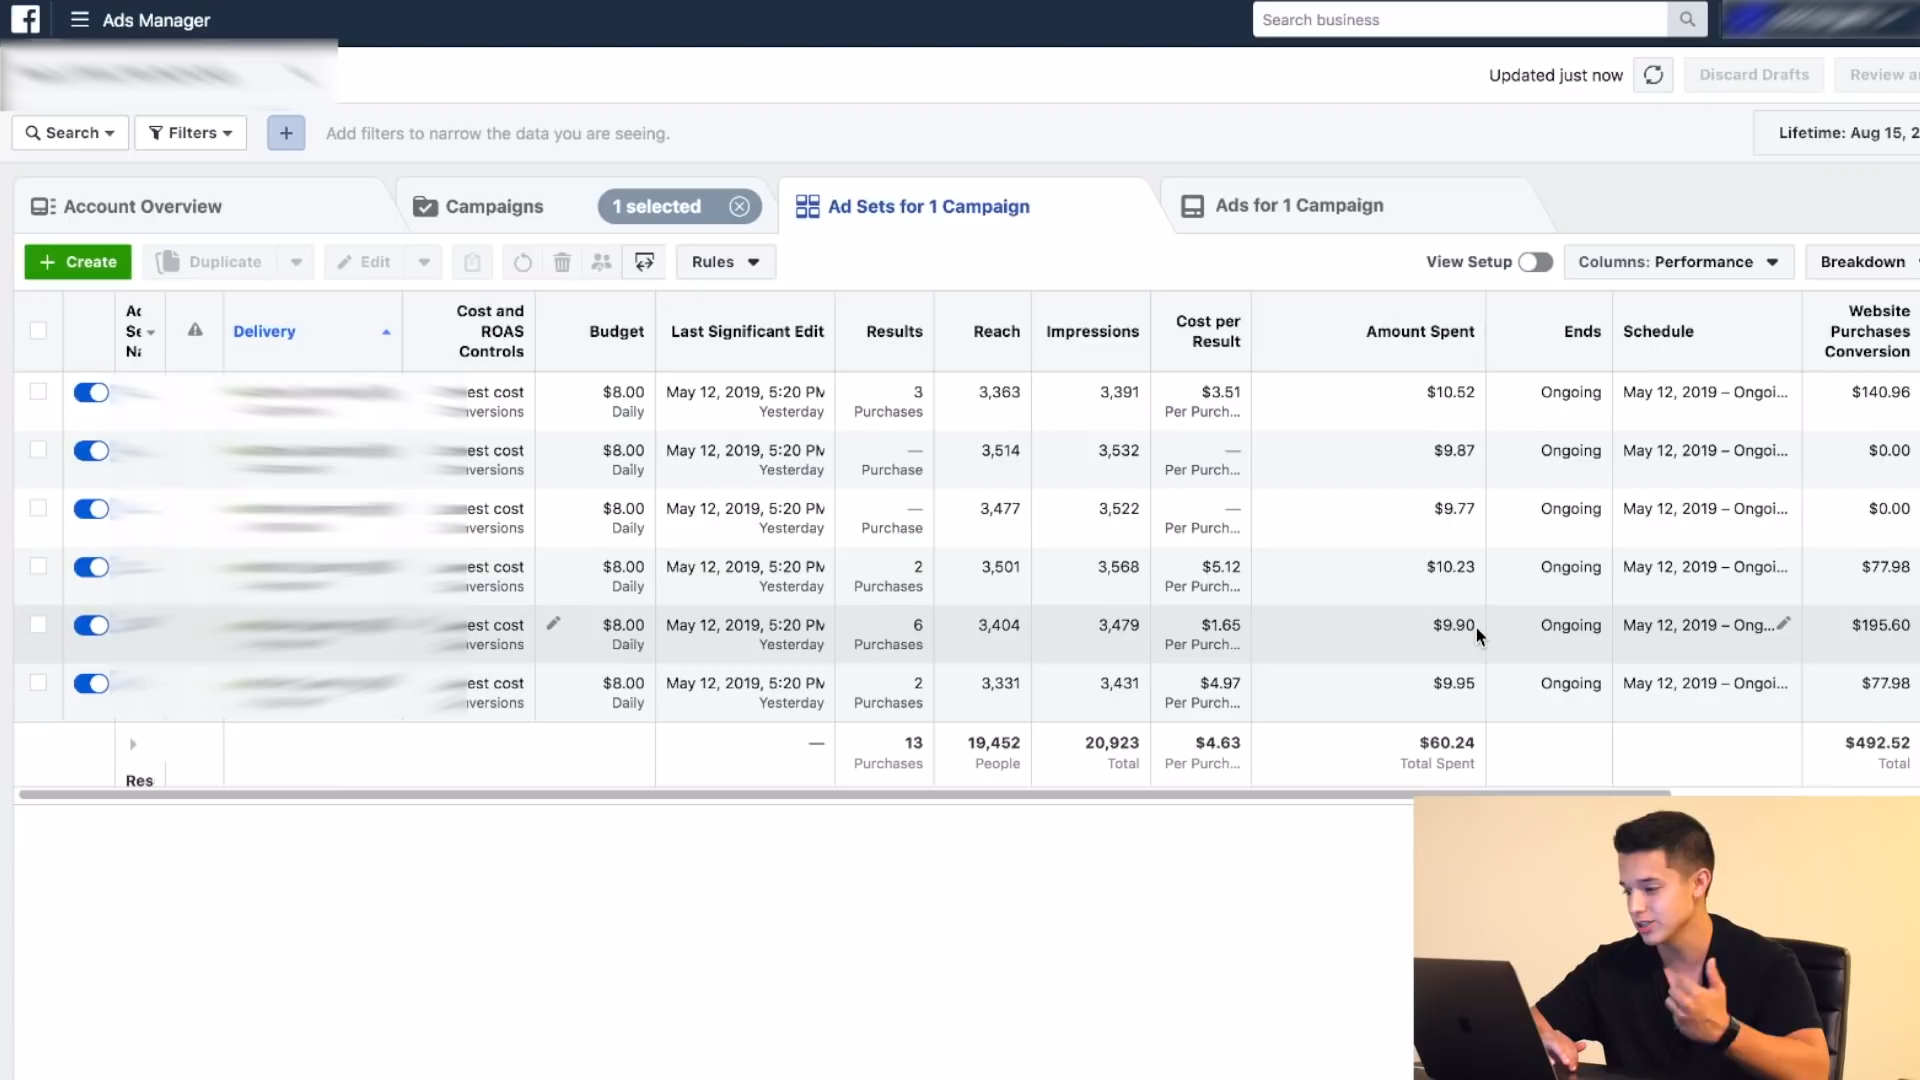 Ads Manager
Search business
Updated just now
Discard Drafts
Review a
Search
Filters
Add filters to narrow the data you are seeing.
Lifetime: Aug 15, 2
Account Overview
Campaigns
1 selected
Ad Sets for 1 Campaign
Ads for 1 Campaign
Create
Duplicate
Edit
Rules
View Setup
Columns: Performance
Breakdown
Delivery
Cost and ROAS Controls
Budget
Last Significant Edit
Results
Reach
Impressions
Cost per Result
Amount Spent
Ends
Schedule
Website Purchases Conversion
est cost $8.00 May 12, 2019, 5:20 PM 3 3,363 3,391 $3.51 $10.52 Ongoing May 12, 2019 – Ongoi... $140.96
versions Daily Yesterday Purchases Per Purch...
est cost $8.00 May 12, 2019, 5:20 PM — 3,514 3,532 — $9.87 Ongoing May 12, 2019 – Ongoi... $0.00
versions Daily Yesterday Purchase Per Purch...
est cost $8.00 May 12, 2019, 5:20 PM — 3,477 3,522 — $9.77 Ongoing May 12, 2019 – Ongoi... $0.00
versions Daily Yesterday Purchase Per Purch...
est cost $8.00 May 12, 2019, 5:20 PM 2 3,501 3,568 $5.12 $10.23 Ongoing May 12, 2019 – Ongoi... $77.98
versions Daily Yesterday Purchases Per Purch...
est cost $8.00 May 12, 2019, 5:20 PM 6 3,404 3,479 $1.65 $9.90 Ongoing May 12, 2019 – Ong... $195.60
versions Daily Yesterday Purchases Per Purch...
est cost $8.00 May 12, 2019, 5:20 PM 2 3,331 3,431 $4.97 $9.95 Ongoing May 12, 2019 – Ongoi... $77.98
versions Daily Yesterday Purchases Per Purch...
— 13 19,452 20,923 $4.63 $60.24 $492.52
Purchases People Total Per Purch... Total Spent Total
Res